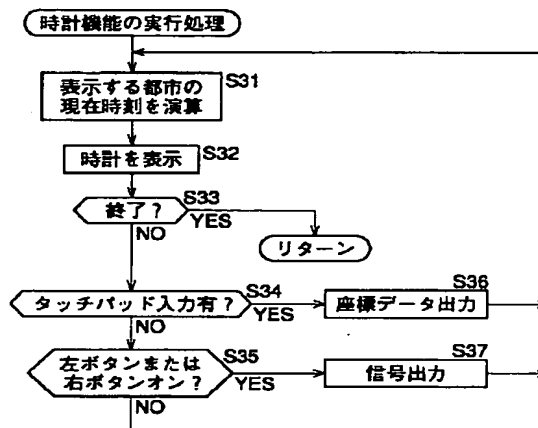 時計機能の実行処理
表示する都市の
現在時刻を演算
S31
時計を表示
S32
終了？
S33
YES
NO
リターン
タッチパッド入力有？
S34
YES
NO
座標データ出力
S36
左ボタンまたは
右ボタンオン？
S35
YES
NO
信号出力
S37